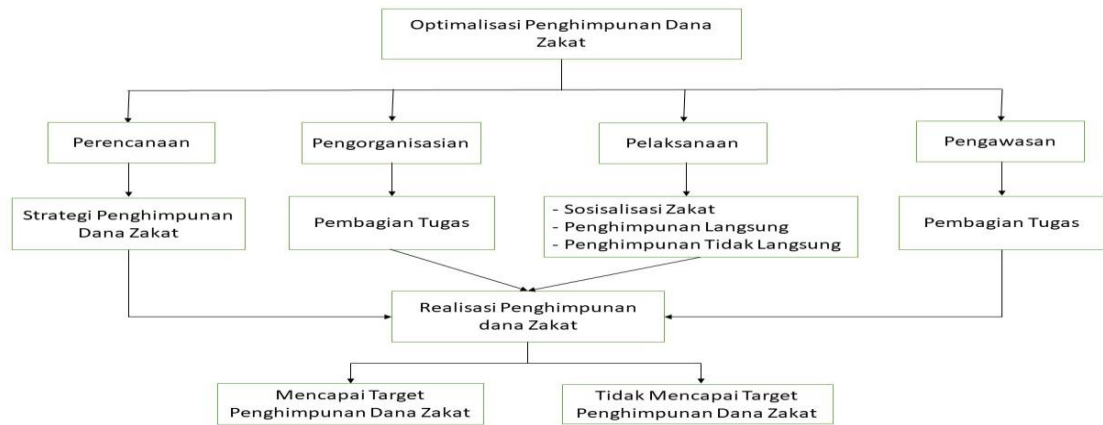 Optimalisasi Penghimpunan Dana
Zakat
Perencanaan
Pengorganisasian
Pelaksanaan
Pengawasan
Strategi Penghimpunan
Dana Zakat
Pembagian Tugas
- Sosisalisasi Zakat
- Penghimpunan Langsung
- Penghimpunan Tidak Langsung
Pembagian Tugas
Realisasi Penghimpunan
dana Zakat
Mencapai Target
Penghimpunan Dana Zakat
Tidak Mencapai Target
Penghimpunan Dana Zakat